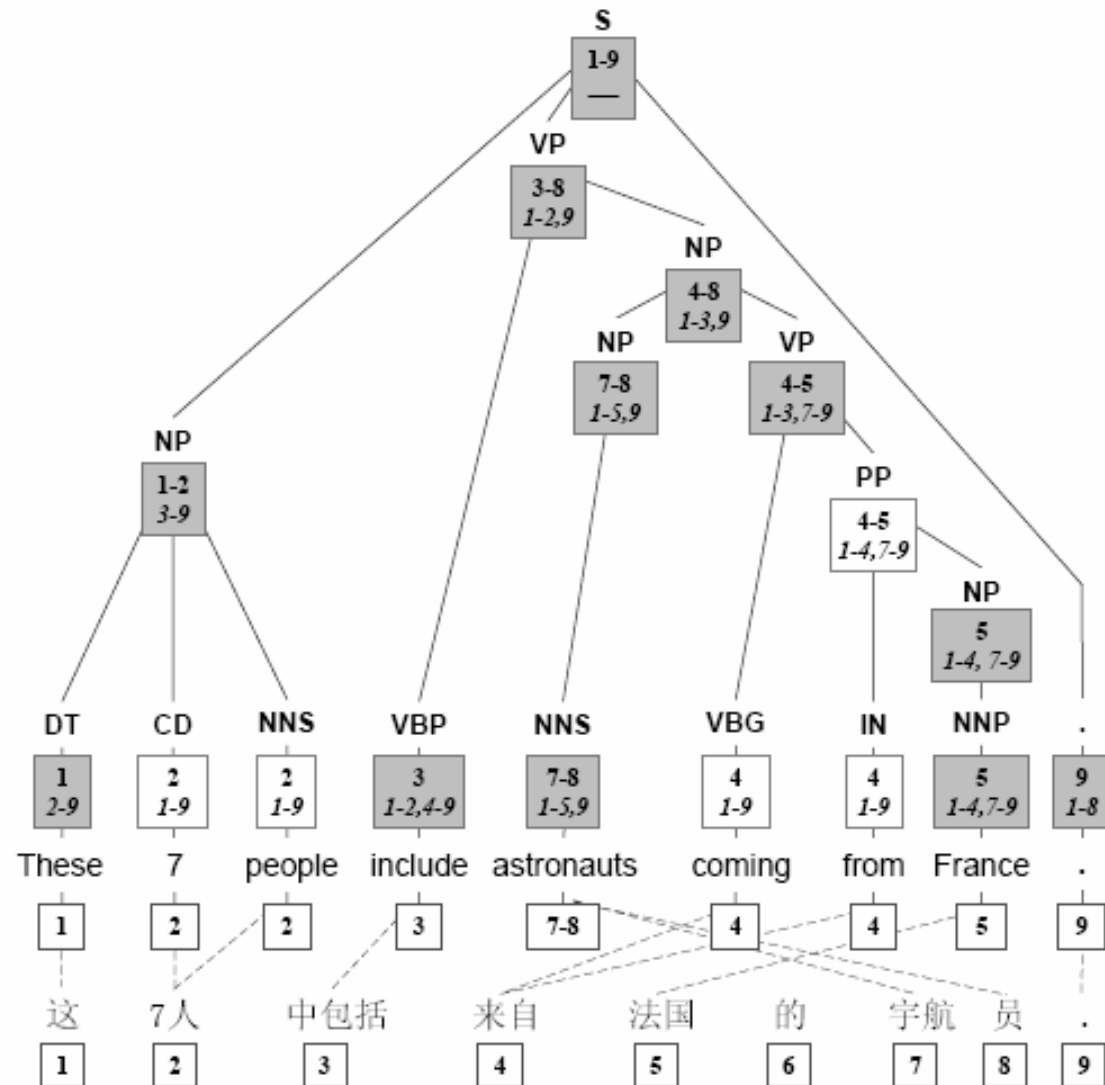 S
1-9
—
VP
3-8
1-2,9
NP
4-8
1-3,9
NP VP
7-8 4-5
1-5,9 1-3,7-9
NP PP
1-2 4-5
3-9 1-4,7-9
NP
5
1-4, 7-9
DT CD NNS VBP NNS VBG IN NNP .
1 2 2 3 7-8 4 4 5 9
2-9 1-9 1-9 1-2,4-9 1-5,9 1-9 1-9 1-4,7-9 1-8
These 7 people include astronauts coming from France .
1 2 2 3 7-8 4 4 5 9
这 7人 中包括 来自 法国 的 宇航 员 .
1 2 3 4 5 6 7 8 9